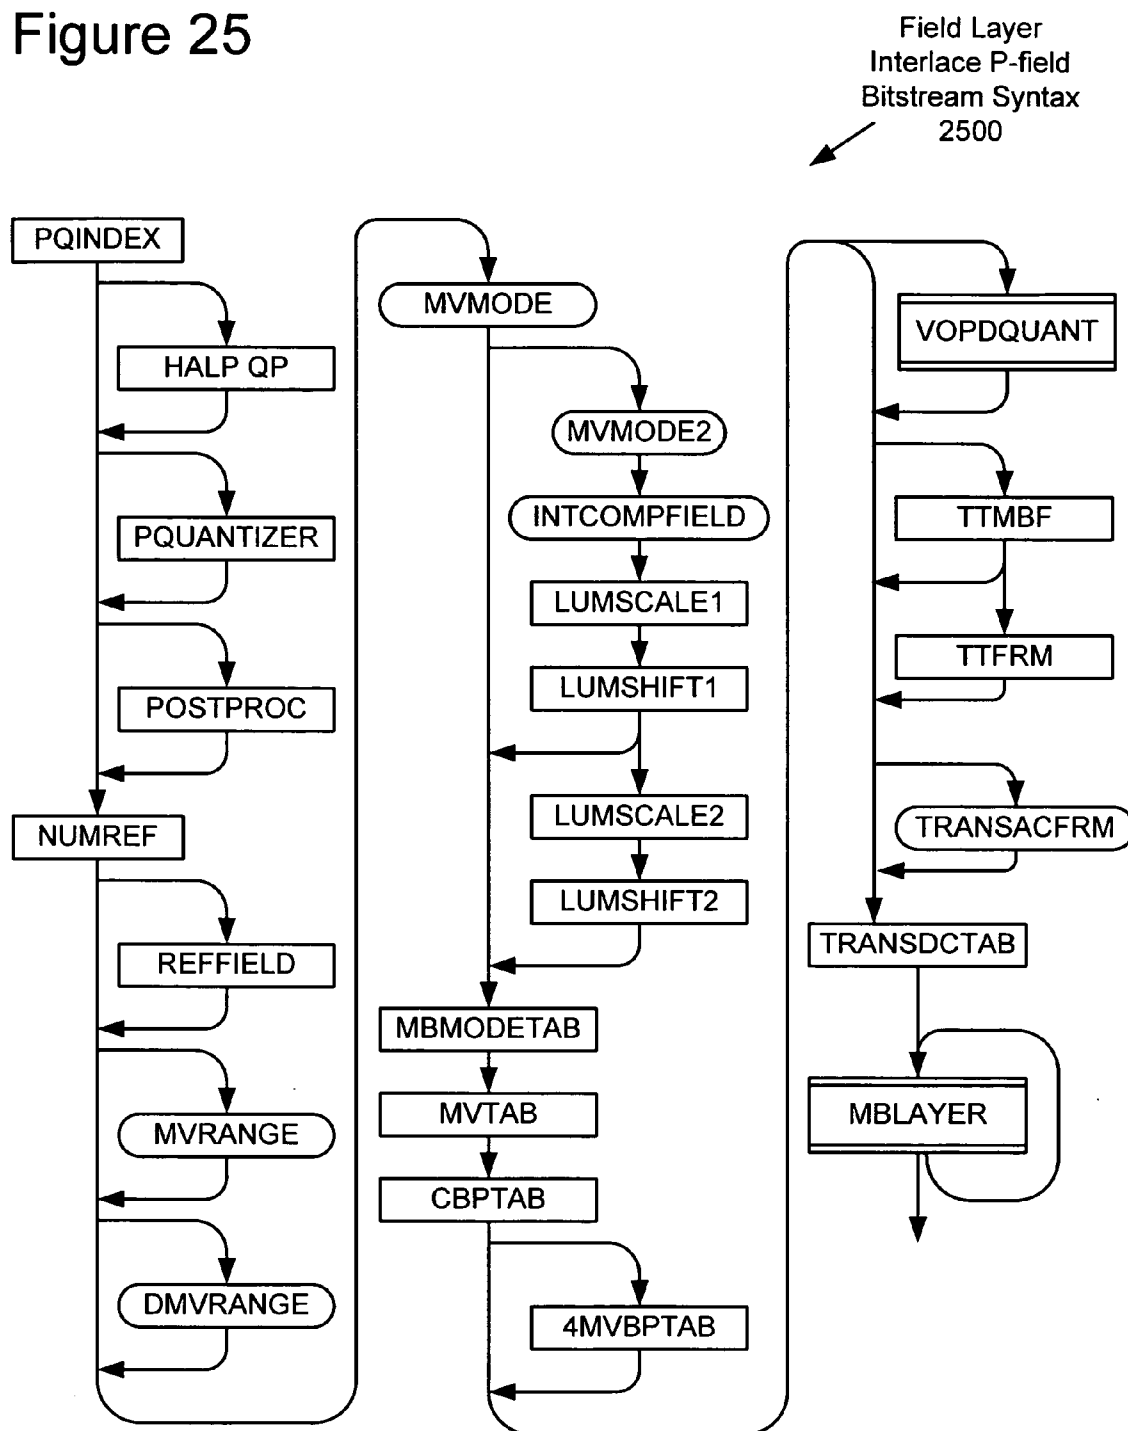 Figure 25
Field Layer
Interlace P-field
Bitstream Syntax
2500
PQINDEX
HALP QP
PQUANTIZER
POSTPROC
NUMREF
REFFIELD
MVRANGE
DMVRANGE
MVMODE
MVMODE2
INTCOMPFIELD
LUMSCALE1
LUMSHIFT1
LUMSCALE2
LUMSHIFT2
MBMODETAB
MVTAB
CBPTAB
4MVBPTAB
VOPDQUANT
TTMBF
TTFRM
TRANSACFRM
TRANSDCTAB
MBLAYER